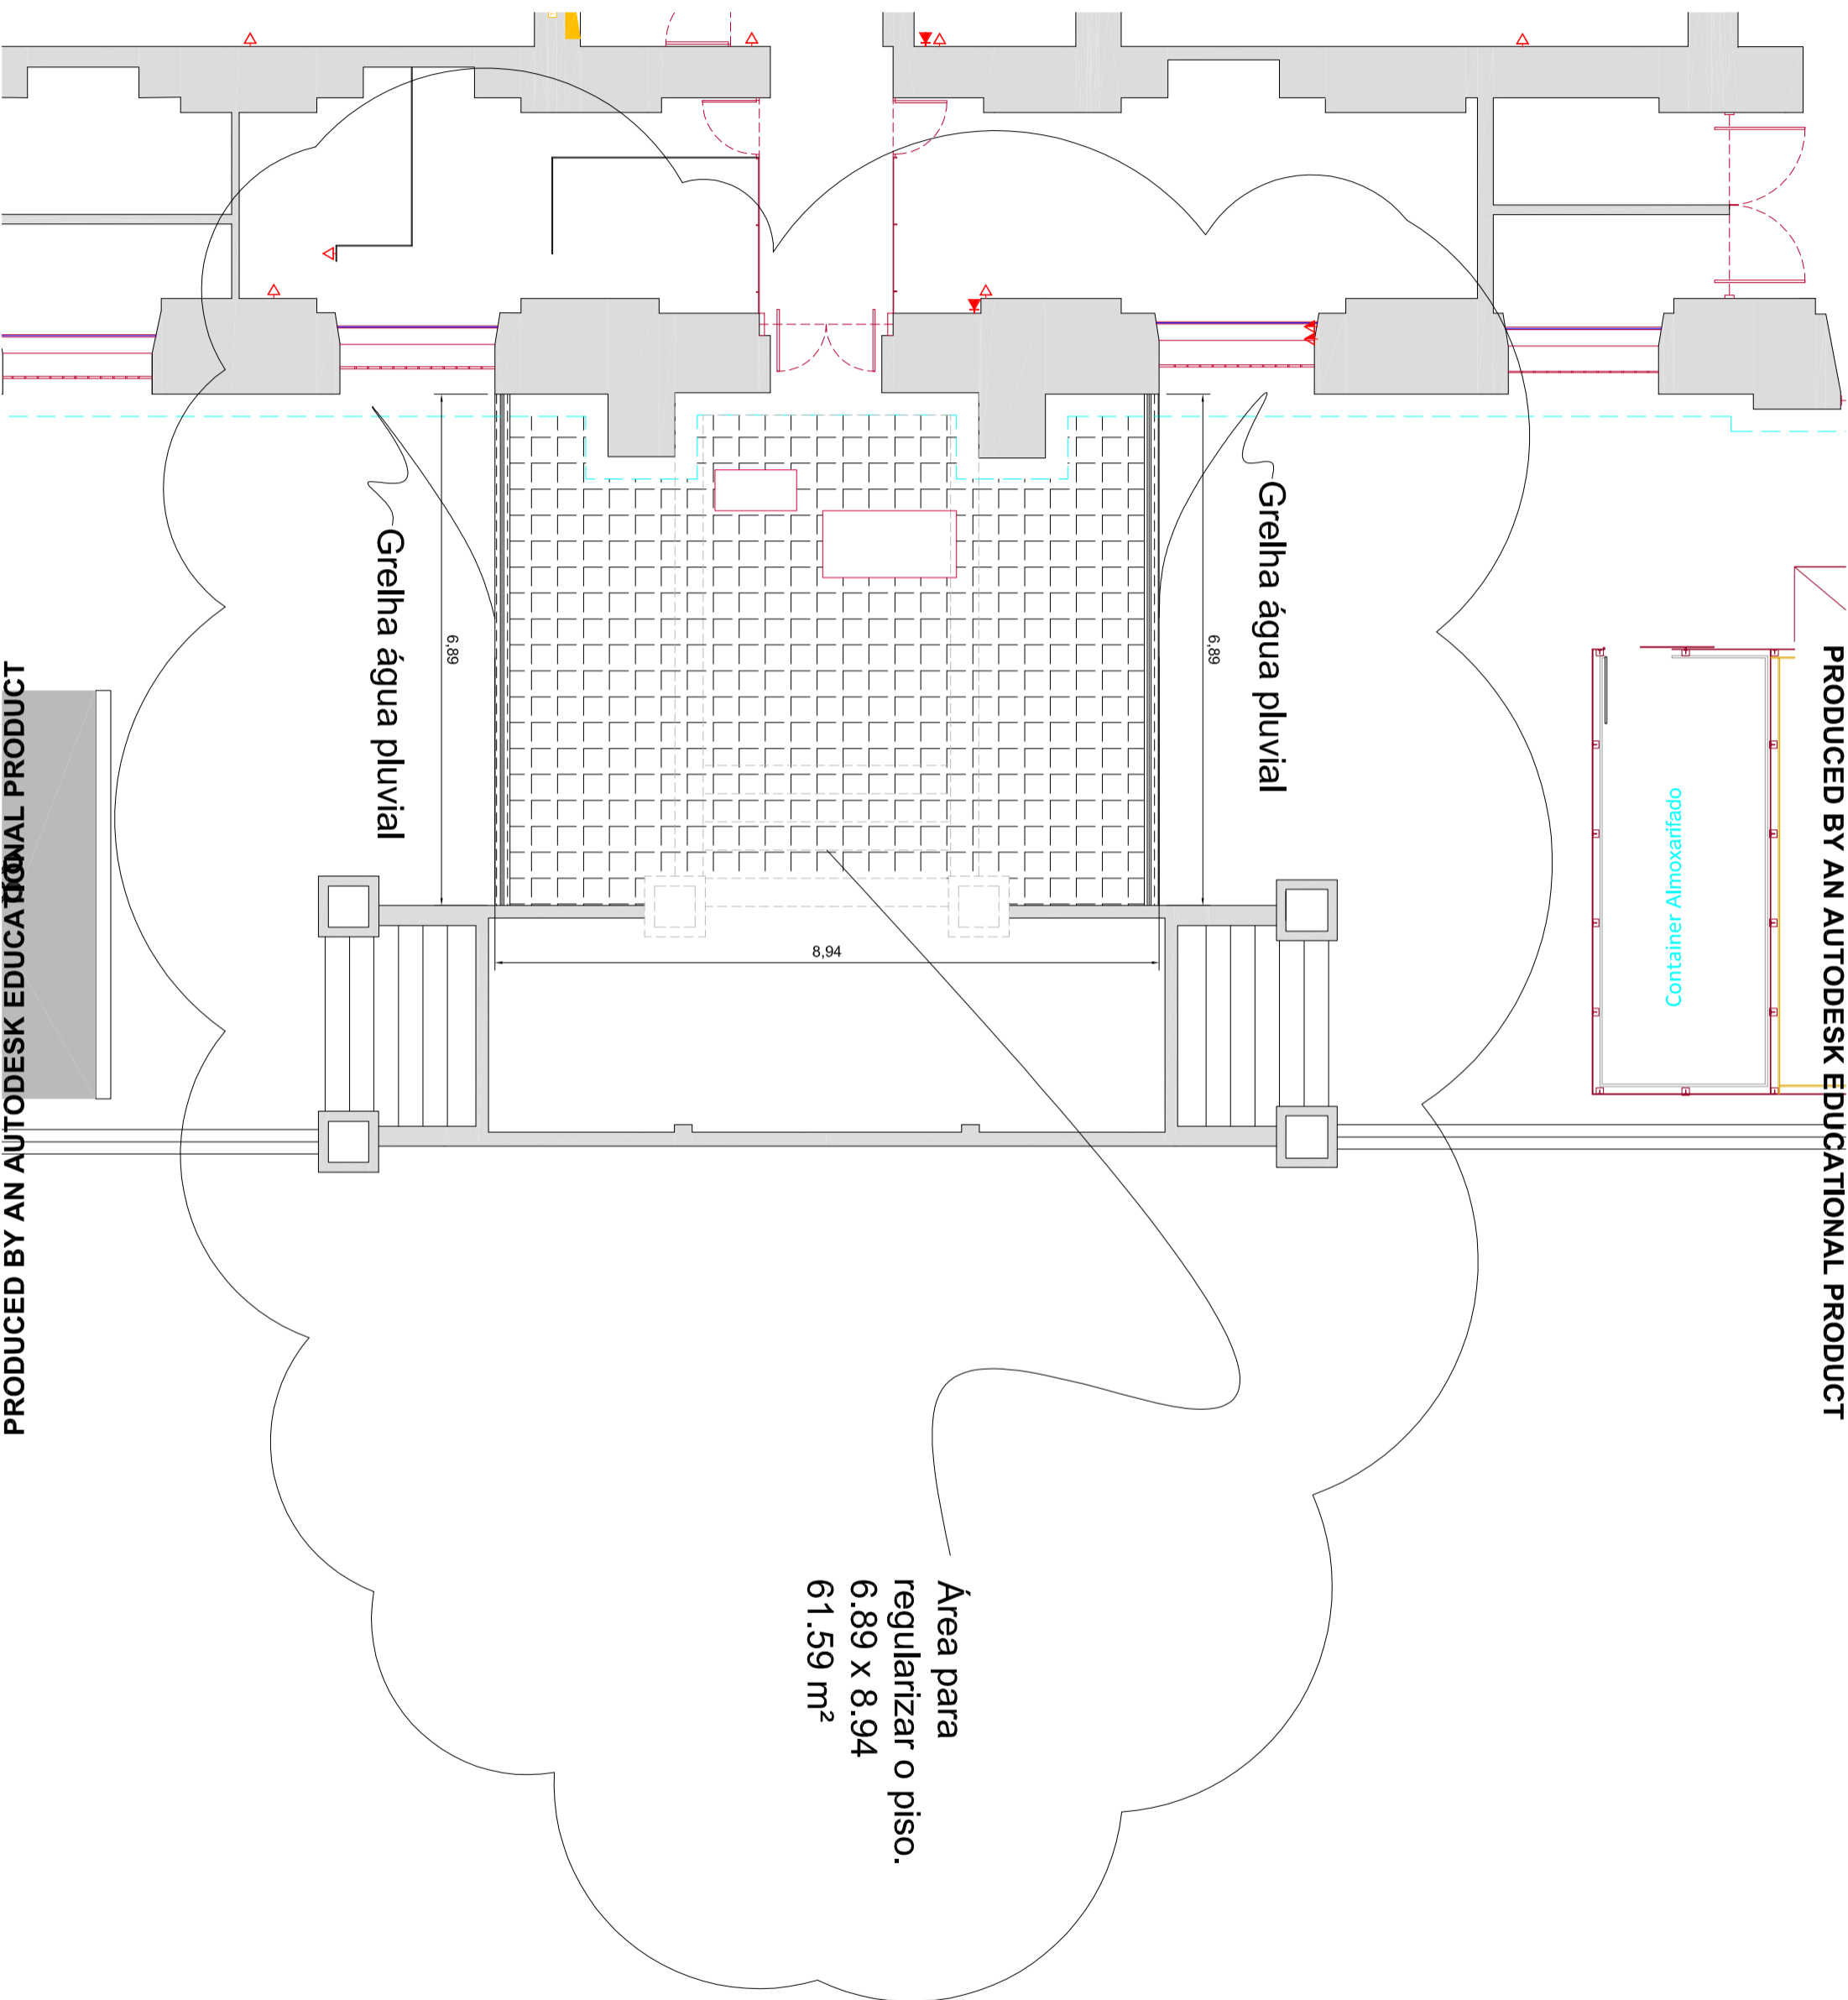 PRODUCED BY AN AUTODESK EDUCATIONAL PRODUCT
Container Almoxarifado
Grelha água pluvial
6,89
8,94
Área para
regularizar o piso.
6.89 x 8.94
61.59 m²
6,89
Grelha água pluvial
PRODUCED BY AN AUTODESK EDUCATIONAL PRODUCT